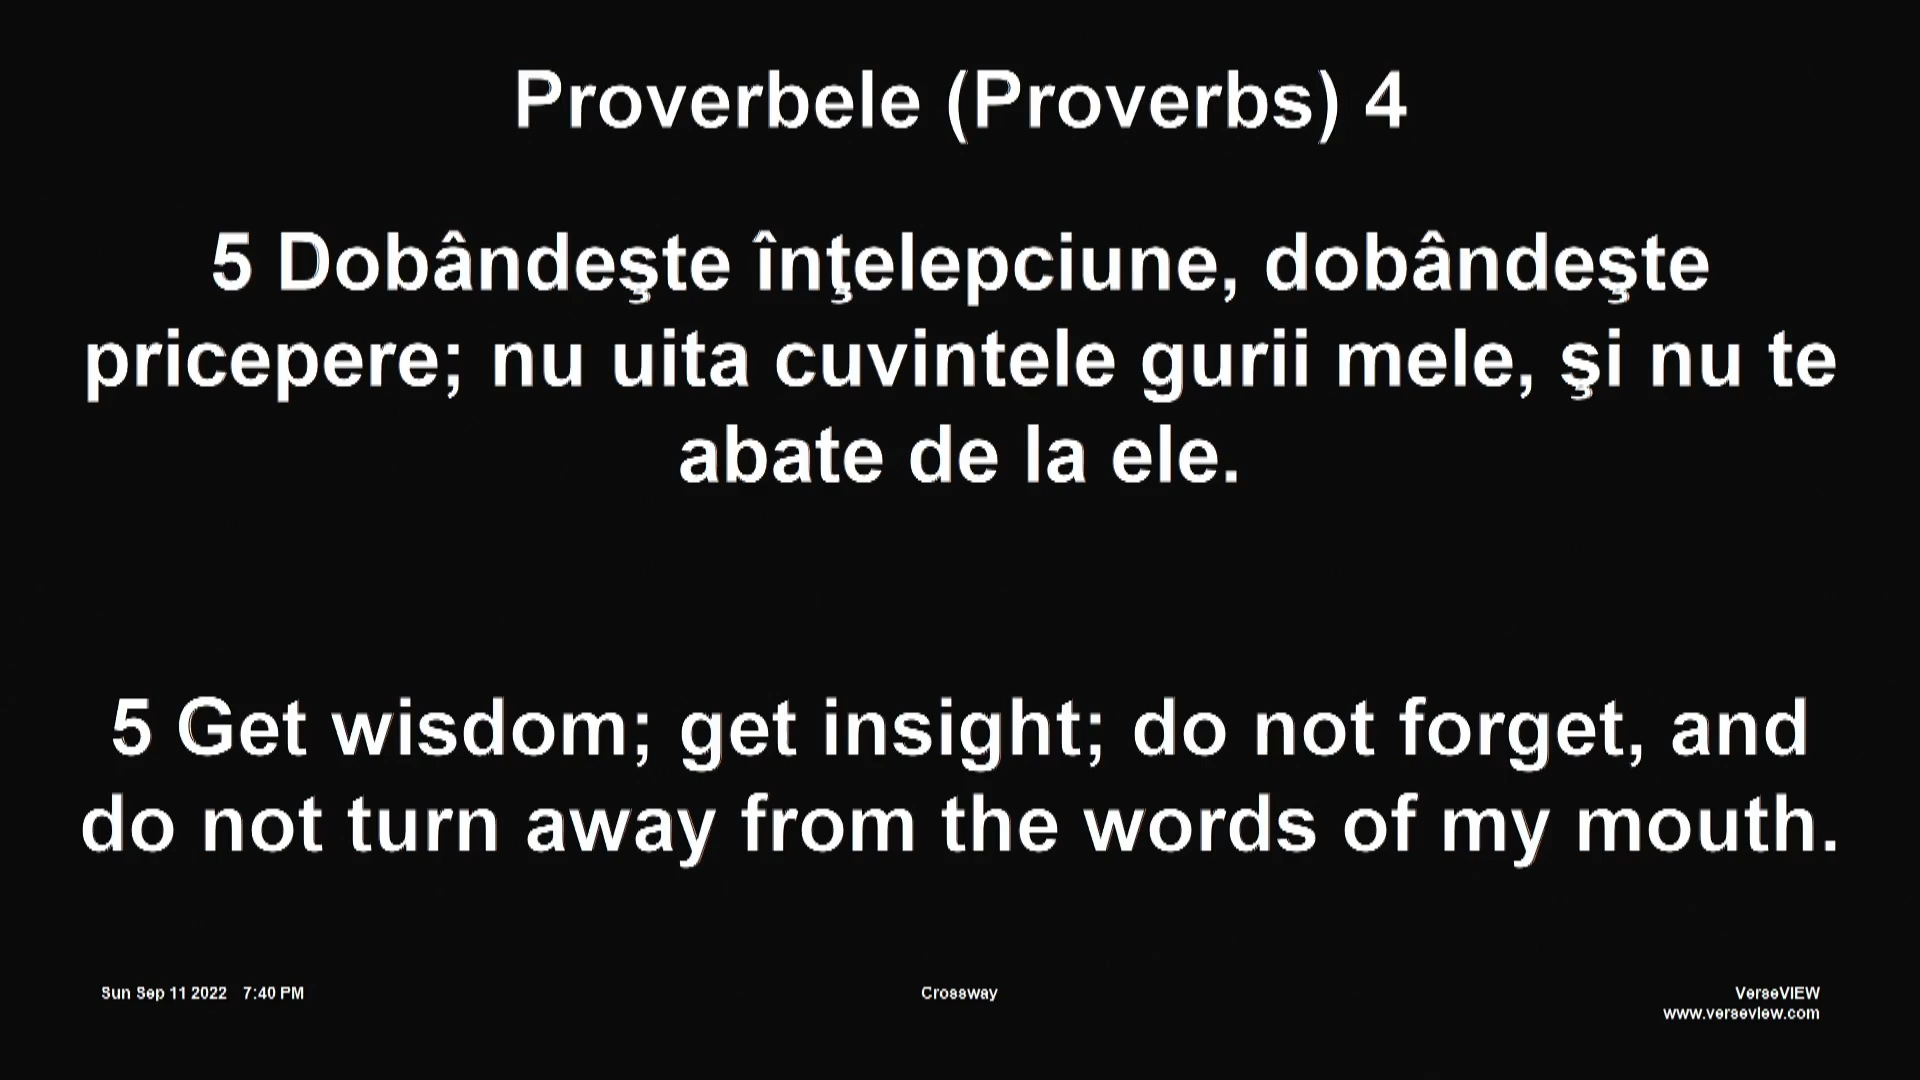 Proverbele (Proverbs) 4
5 Dobândeşte înţelepciune, dobândeşte
pricepere; nu uita cuvintele gurii mele, şi nu te
abate de la ele.
5 Get wisdom; get insight; do not forget, and
do not turn away from the words of my mouth.
Sun Sep 11 2022 7:40 PM
Crossway
VerseVIEW
www.verseview.com